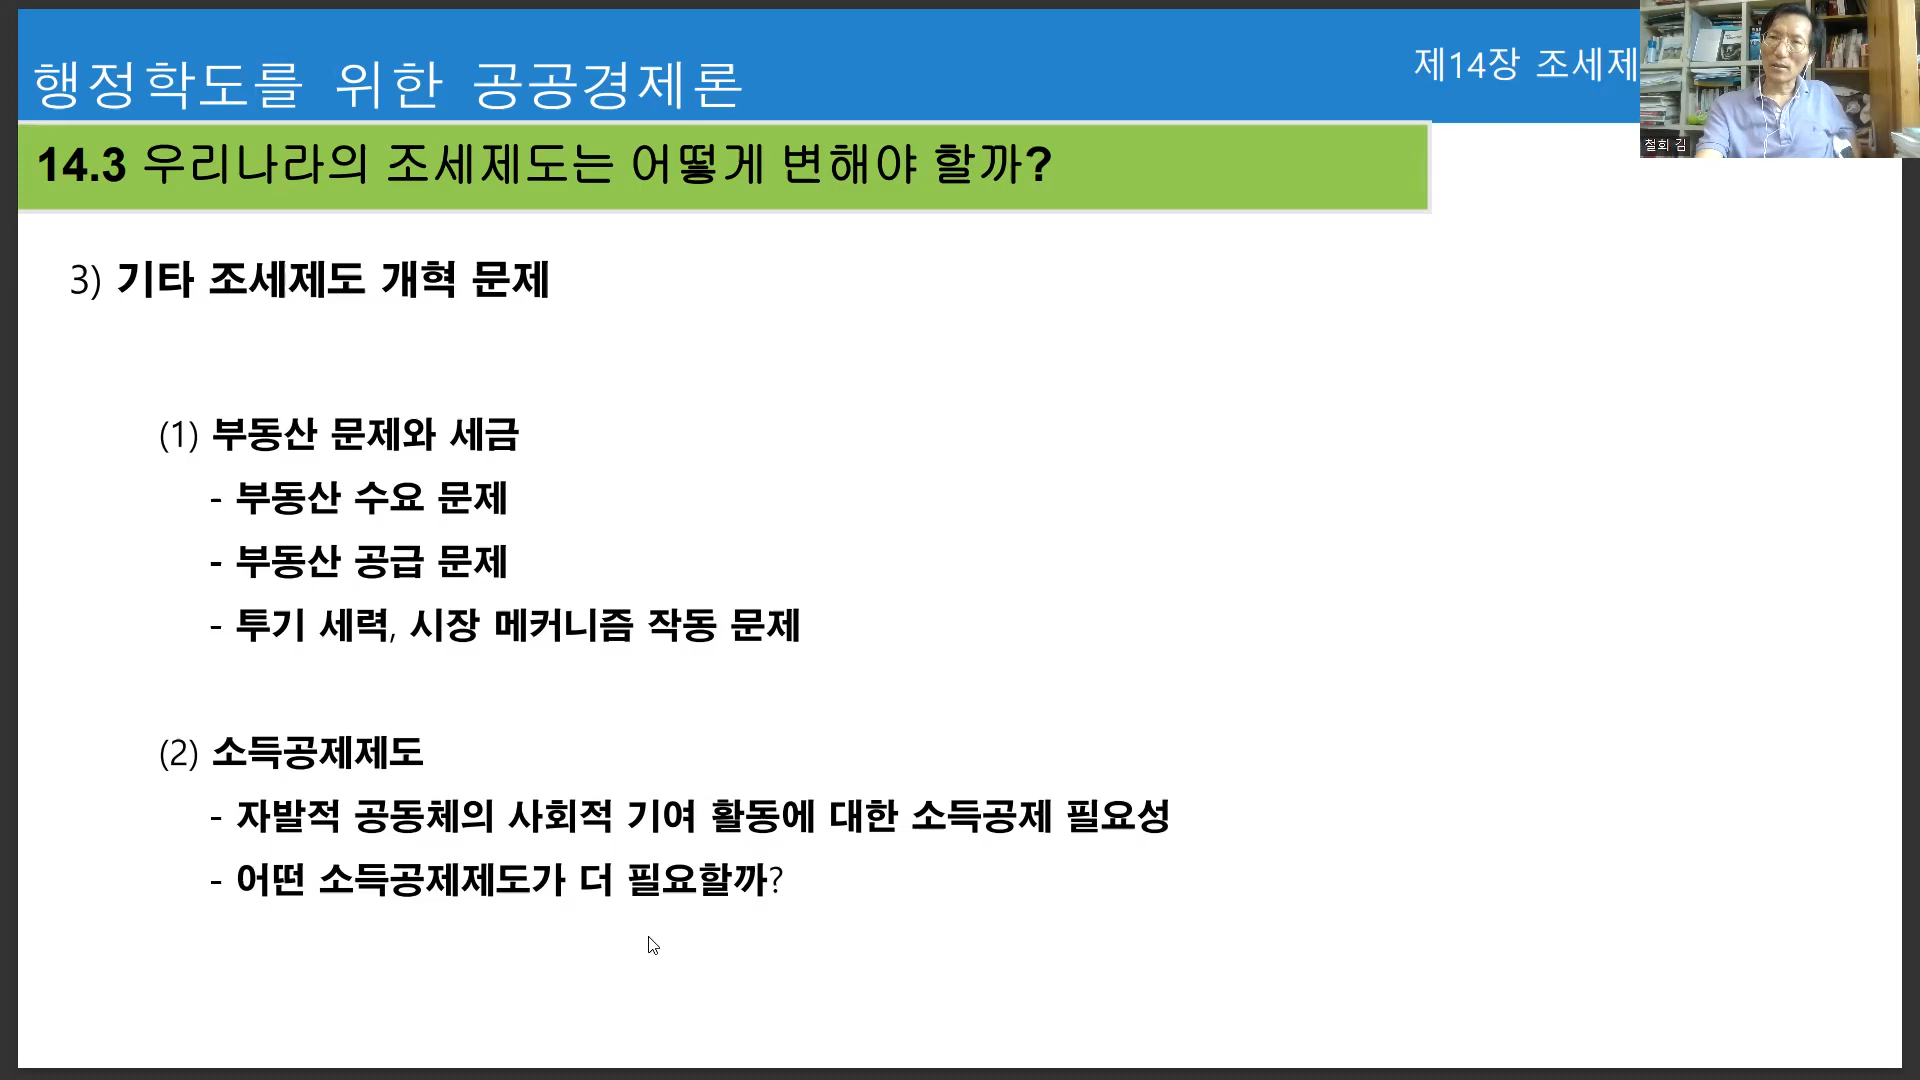 행정학도를 위한 공공경제론
제14장 조세제
철회 김
14.3 우리나라의 조세제도는 어떻게 변해야 할까?
3) 기타 조세제도 개혁 문제
(1) 부동산 문제와 세금
- 부동산 수요 문제
- 부동산 공급 문제
- 투기 세력, 시장 메커니즘 작동 문제
(2) 소득공제제도
- 자발적 공동체의 사회적 기여 활동에 대한 소득공제 필요성
- 어떤 소득공제제도가 더 필요할까?